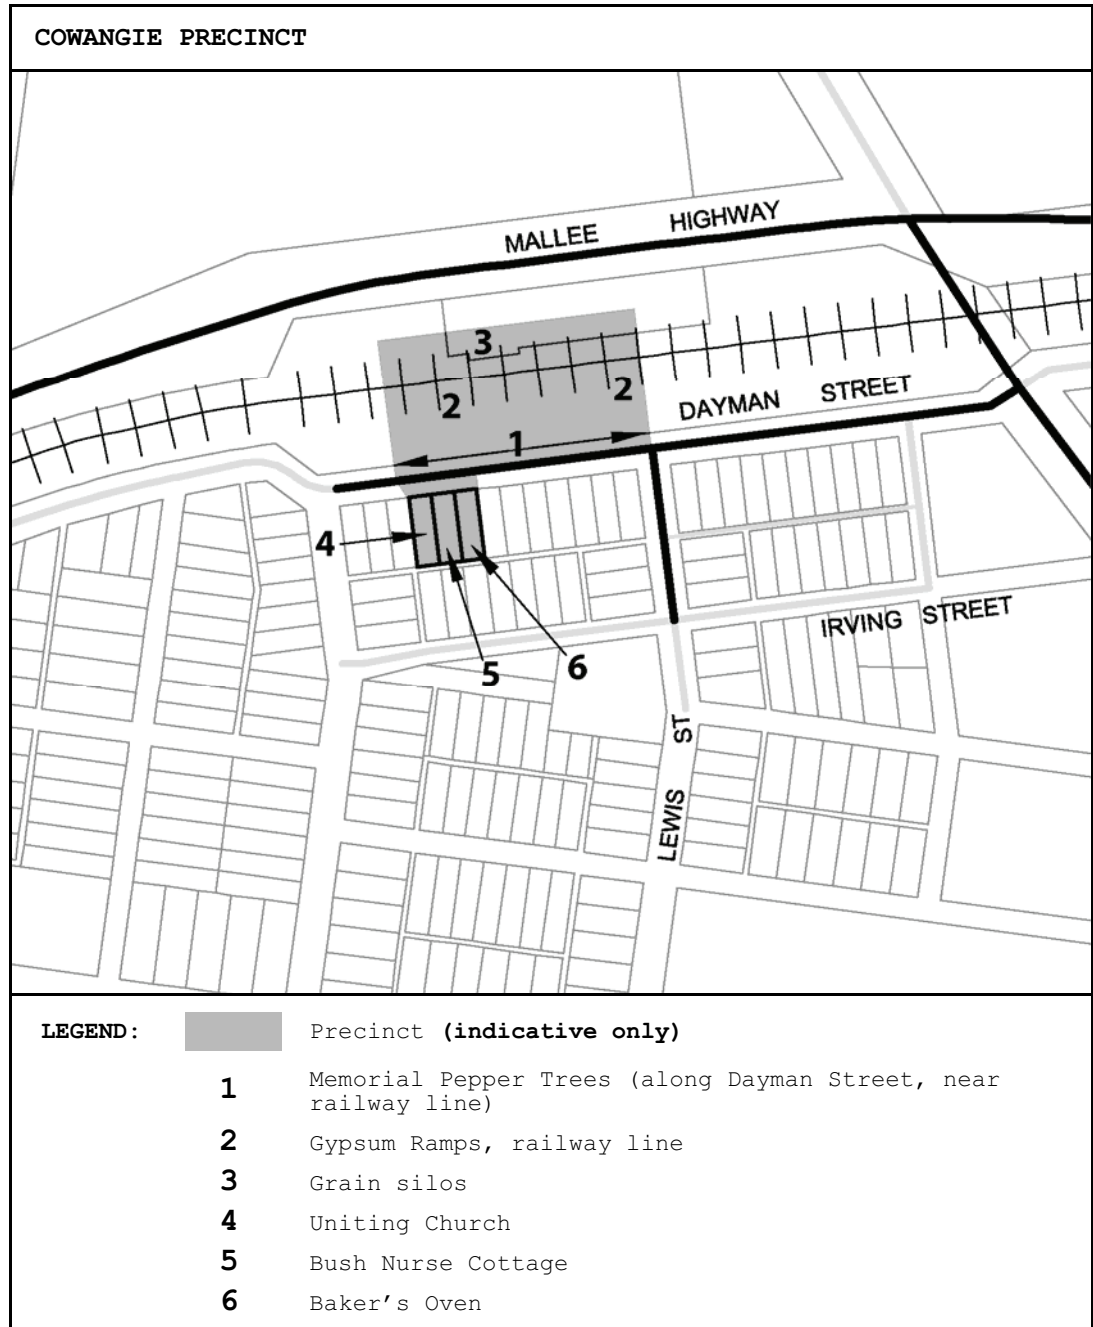 COWANGIE PRECINCT
MALLEE HIGHWAY
3
2
2
DAYMAN STREET
1
4
5
6
IRVING STREET
LEWIS ST
LEGEND:
Precinct (indicative only)
1 Memorial Pepper Trees (along Dayman Street, near
railway line)
2 Gypsum Ramps, railway line
3 Grain silos
4 Uniting Church
5 Bush Nurse Cottage
6 Baker’s Oven